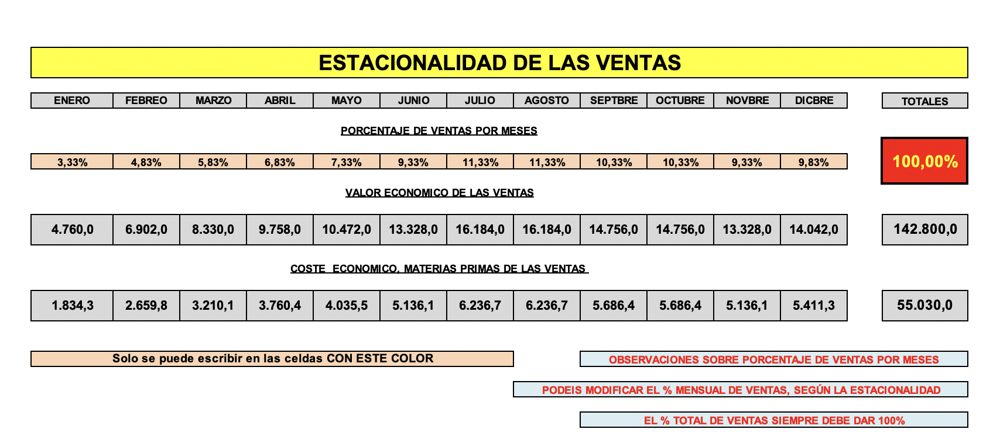 ESTACIONALIDAD DE LAS VENTAS
ENERO FEBREO MARZO ABRIL MAYO JUNIO JULIO AGOSTO SEPTBRE OCTUBRE NOVBRE DICBRE TOTALES
PORCENTAJE DE VENTAS POR MESES
3,33% 4,83% 5,83% 6,83% 7,33% 9,33% 11,33% 11,33% 10,33% 10,33% 9,33% 9,83% 100,00%
VALOR ECONOMICO DE LAS VENTAS
4.760,0 6.902,0 8.330,0 9.758,0 10.472,0 13.328,0 16.184,0 16.184,0 14.756,0 14.756,0 13.328,0 14.042,0 142.800,0
COSTE ECONOMICO, MATERIAS PRIMAS DE LAS VENTAS
1.834,3 2.659,8 3.210,1 3.760,4 4.035,5 5.136,1 6.236,7 6.236,7 5.686,4 5.686,4 5.136,1 5.411,3 55.030,0
Solo se puede escribir en las celdas CON ESTE COLOR
OBSERVACIONES SOBRE PORCENTAJE DE VENTAS POR MESES
PODEIS MODIFICAR EL % MENSUAL DE VENTAS, SEGÚN LA ESTACIONALIDAD
EL % TOTAL DE VENTAS SIEMPRE DEBE DAR 100%